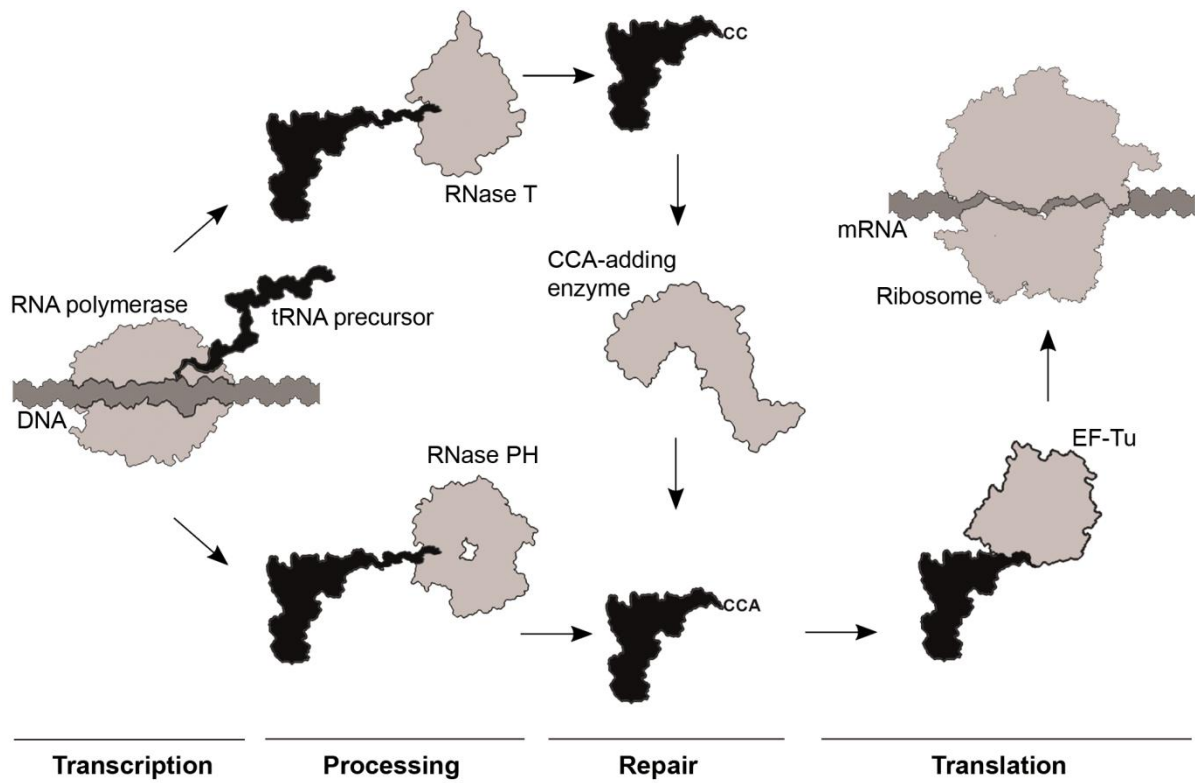 CC
RNase T
CCA-adding
enzyme
mRNA
Ribosome
RNA polymerase
tRNA precursor
DNA
RNase PH
EF-Tu
CCA
Transcription
Processing
Repair
Translation